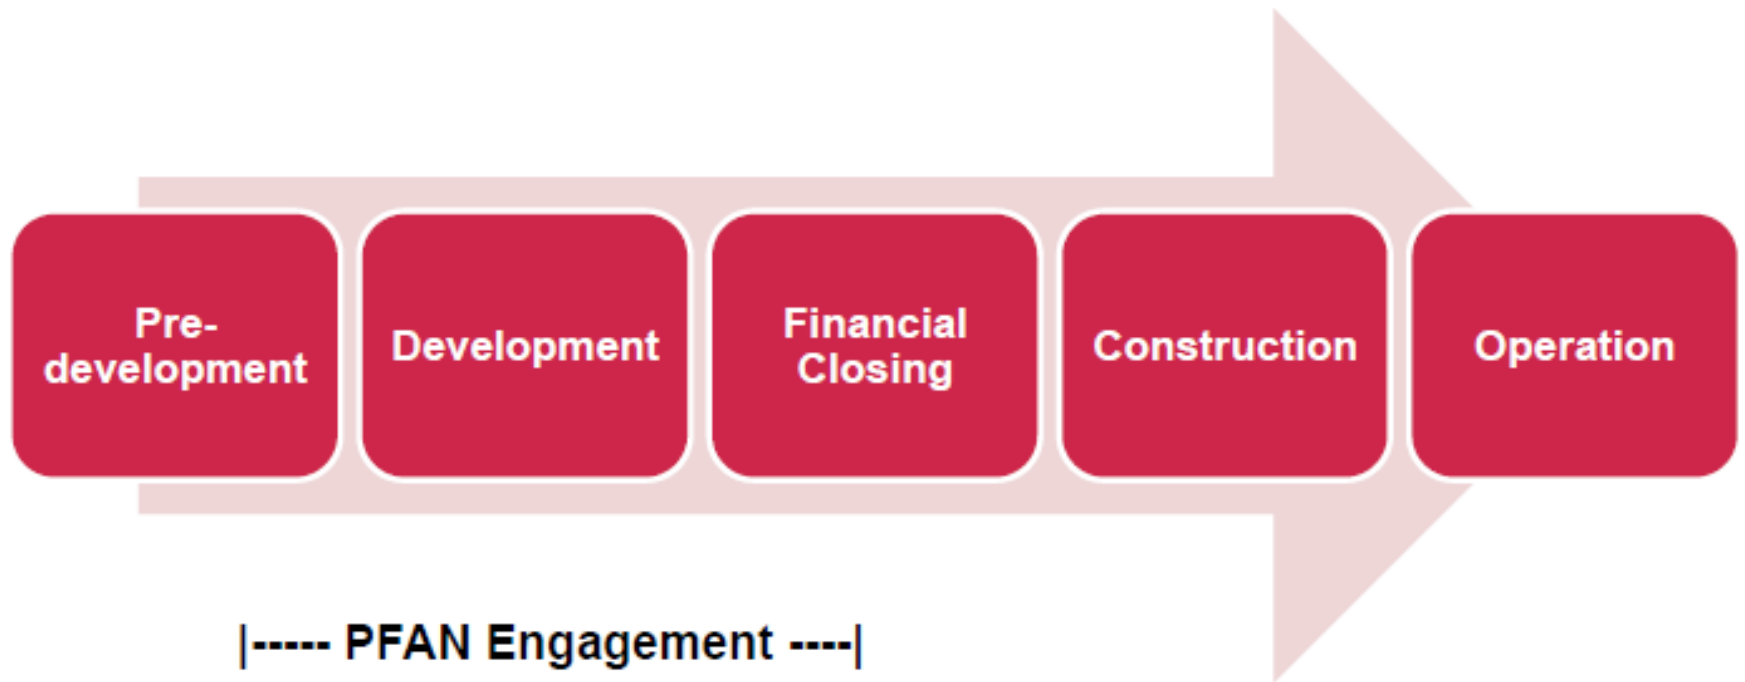 Pre-
development
Development
Financial
Closing
Construction
Operation
|----- PFAN Engagement ----|